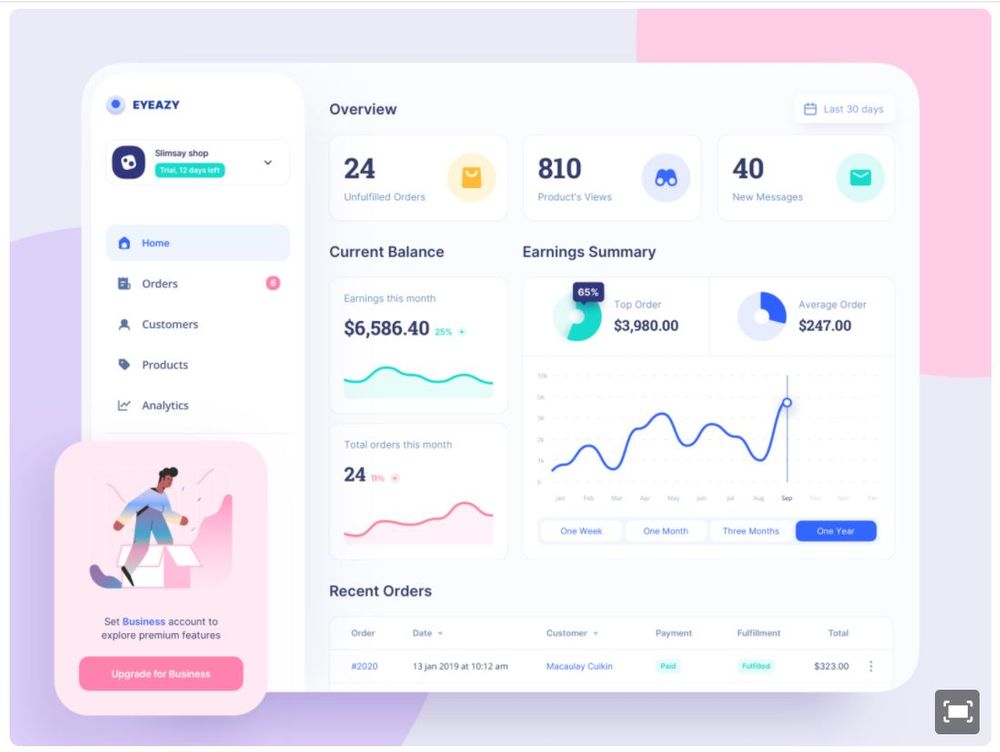 EYEAZY
Slimsay shop
Trial, 12 days left
Home
Orders
6
Customers
Products
Analytics
Set Business account to
explore premium features
Upgrade for Business
Overview
Last 30 days
24
Unfulfilled Orders
810
Product's Views
40
New Messages
Current Balance
Earnings this month
$6,586.40 25%
Total orders this month
24 11%
Earnings Summary
65%
Top Order
$3,980.00
Average Order
$247.00
10k
5K
3k
2k
1k
0
Jan Feb Mar Apr May Jun Jul Aug Sep Oct Nov Dec
One Week One Month Three Months One Year
Recent Orders
Order Date Customer Payment Fulfillment Total
#2020 13 jan 2019 at 10:12 am Macaulay Culkin Paid Fulfilled $323.00